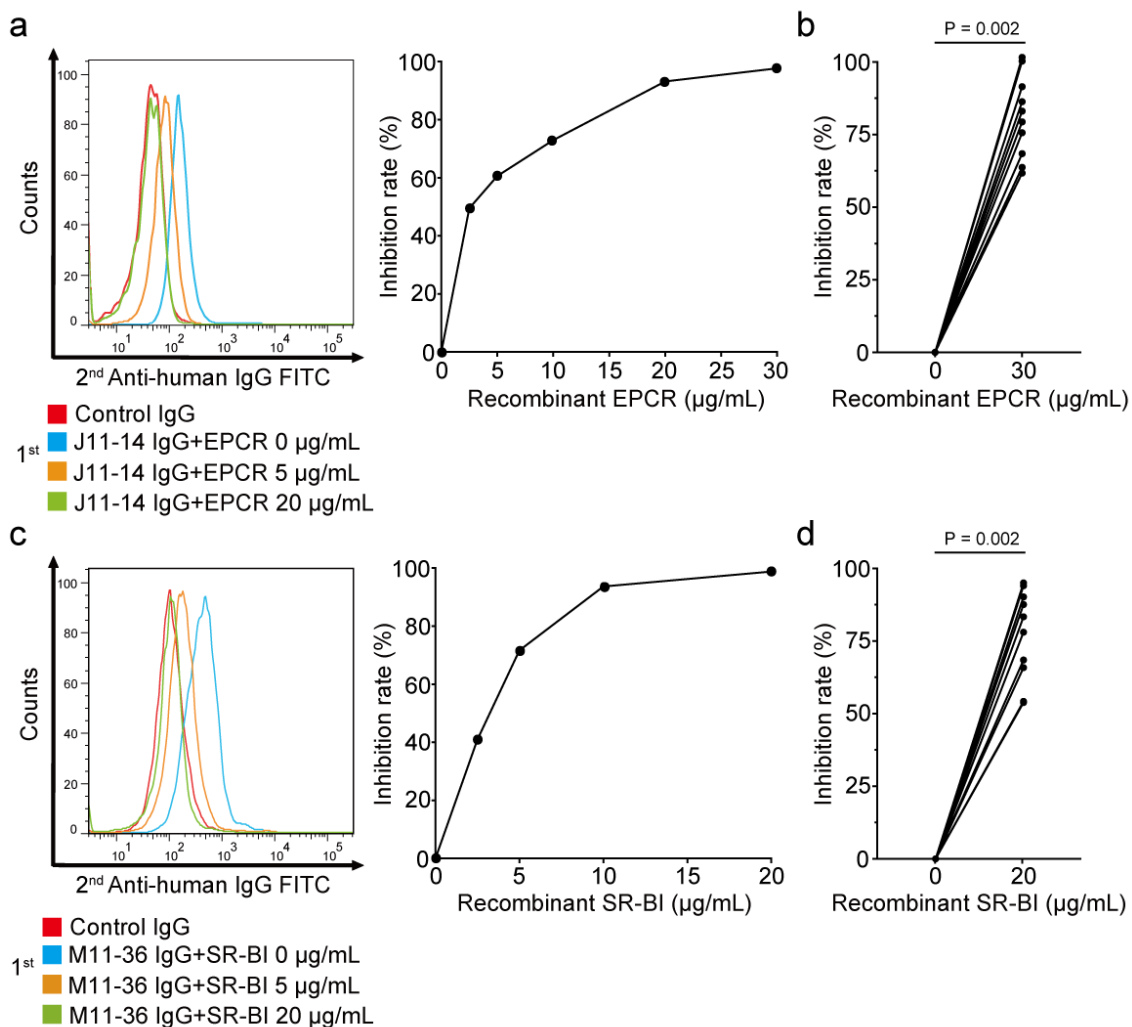 a
Counts
100
80
60
40
20
0
10¹ 10² 10³ 10⁴ 10⁵
2nd Anti-human IgG FITC
1st
Control IgG
J11-14 IgG+EPCR 0 µg/mL
J11-14 IgG+EPCR 5 µg/mL
J11-14 IgG+EPCR 20 µg/mL
Inhibition rate (%)
100
80
60
40
20
0
0 5 10 15 20 25 30
Recombinant EPCR (µg/mL)
b
P = 0.002
Inhibition rate (%)
100
75
50
25
0
0 30
Recombinant EPCR (µg/mL)
c
Counts
100
80
60
40
20
0
10¹ 10² 10³ 10⁴ 10⁵
2nd Anti-human IgG FITC
1st
Control IgG
M11-36 IgG+SR-BI 0 µg/mL
M11-36 IgG+SR-BI 5 µg/mL
M11-36 IgG+SR-BI 20 µg/mL
Inhibition rate (%)
100
80
60
40
20
0
0 5 10 15 20
Recombinant SR-BI (µg/mL)
d
P = 0.002
Inhibition rate (%)
100
75
50
25
0
0 20
Recombinant SR-BI (µg/mL)